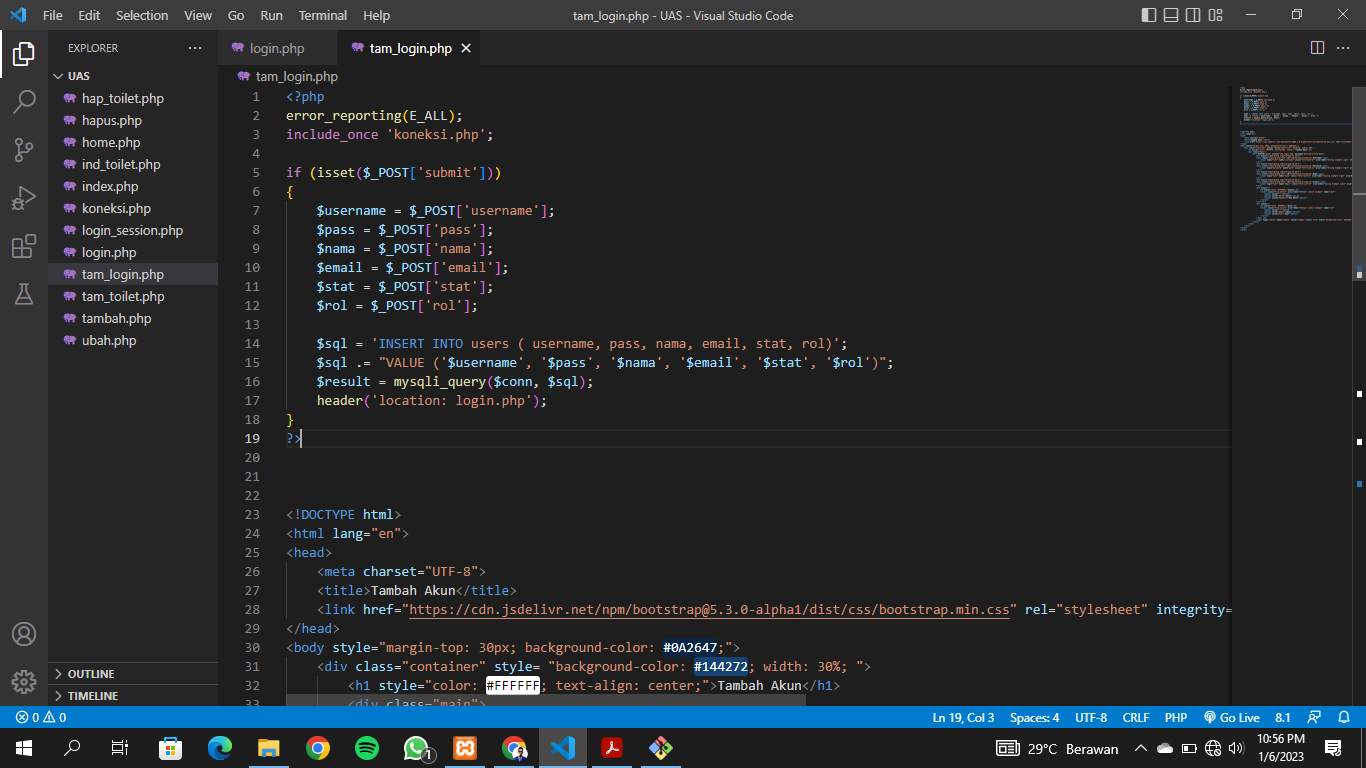 File Edit Selection View Go Run Terminal Help
tam_login.php - UAS - Visual Studio Code
EXPLORER
UAS
hap_toilet.php
hapus.php
home.php
ind_toilet.php
index.php
koneksi.php
login_session.php
login.php
tam_login.php
tam_toilet.php
tambah.php
ubah.php
OUTLINE
TIMELINE
login.php
tam_login.php
tam_login.php
1 <?php
2 error_reporting(E_ALL);
3 include_once 'koneksi.php';
4
5 if (isset($_POST['submit']))
6 {
7 $username = $_POST['username'];
8 $pass = $_POST['pass'];
9 $nama = $_POST['nama'];
10 $email = $_POST['email'];
11 $stat = $_POST['stat'];
12 $rol = $_POST['rol'];
13
14 $sql = 'INSERT INTO users ( username, pass, nama, email, stat, rol)';
15 $sql .= "VALUE ('$username', '$pass', '$nama', '$email', '$stat', '$rol')";
16 $result = mysqli_query($conn, $sql);
17 header('location: login.php');
18 }
19 ?>
20
21
22
23 <!DOCTYPE html>
24 <html lang="en">
25 <head>
26 <meta charset="UTF-8">
27 <title>Tambah Akun</title>
28 <link href="https://cdn.jsdelivr.net/npm/bootstrap@5.3.0-alpha1/dist/css/bootstrap.min.css" rel="stylesheet" integrity=
29 </head>
30 <body style="margin-top: 30px; background-color: #0A2647;">
31 <div class="container" style= "background-color: #144272; width: 30%; ">
32 <h1 style="color: #FFFFFF; text-align: center;">Tambah Akun</h1>
33 <div class="main">
0 0
Ln 19, Col 3 Spaces: 4 UTF-8 CRLF PHP Go Live 8.1
1
29°C Berawan
10:56 PM
1/6/2023